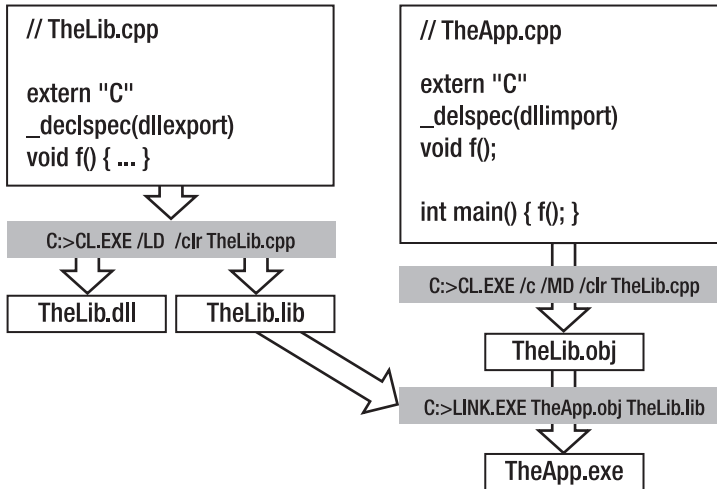 // TheLib.cpp
extern "C"
_declspec(dllexport)
void f() { ... }
C:>CL.EXE /LD /clr TheLib.cpp
TheLib.dll
TheLib.lib
// TheApp.cpp
extern "C"
_delspec(dllimport)
void f();
int main() { f(); }
C:>CL.EXE /c /MD /clr TheLib.cpp
TheLib.obj
C:>LINK.EXE TheApp.obj TheLib.lib
TheApp.exe